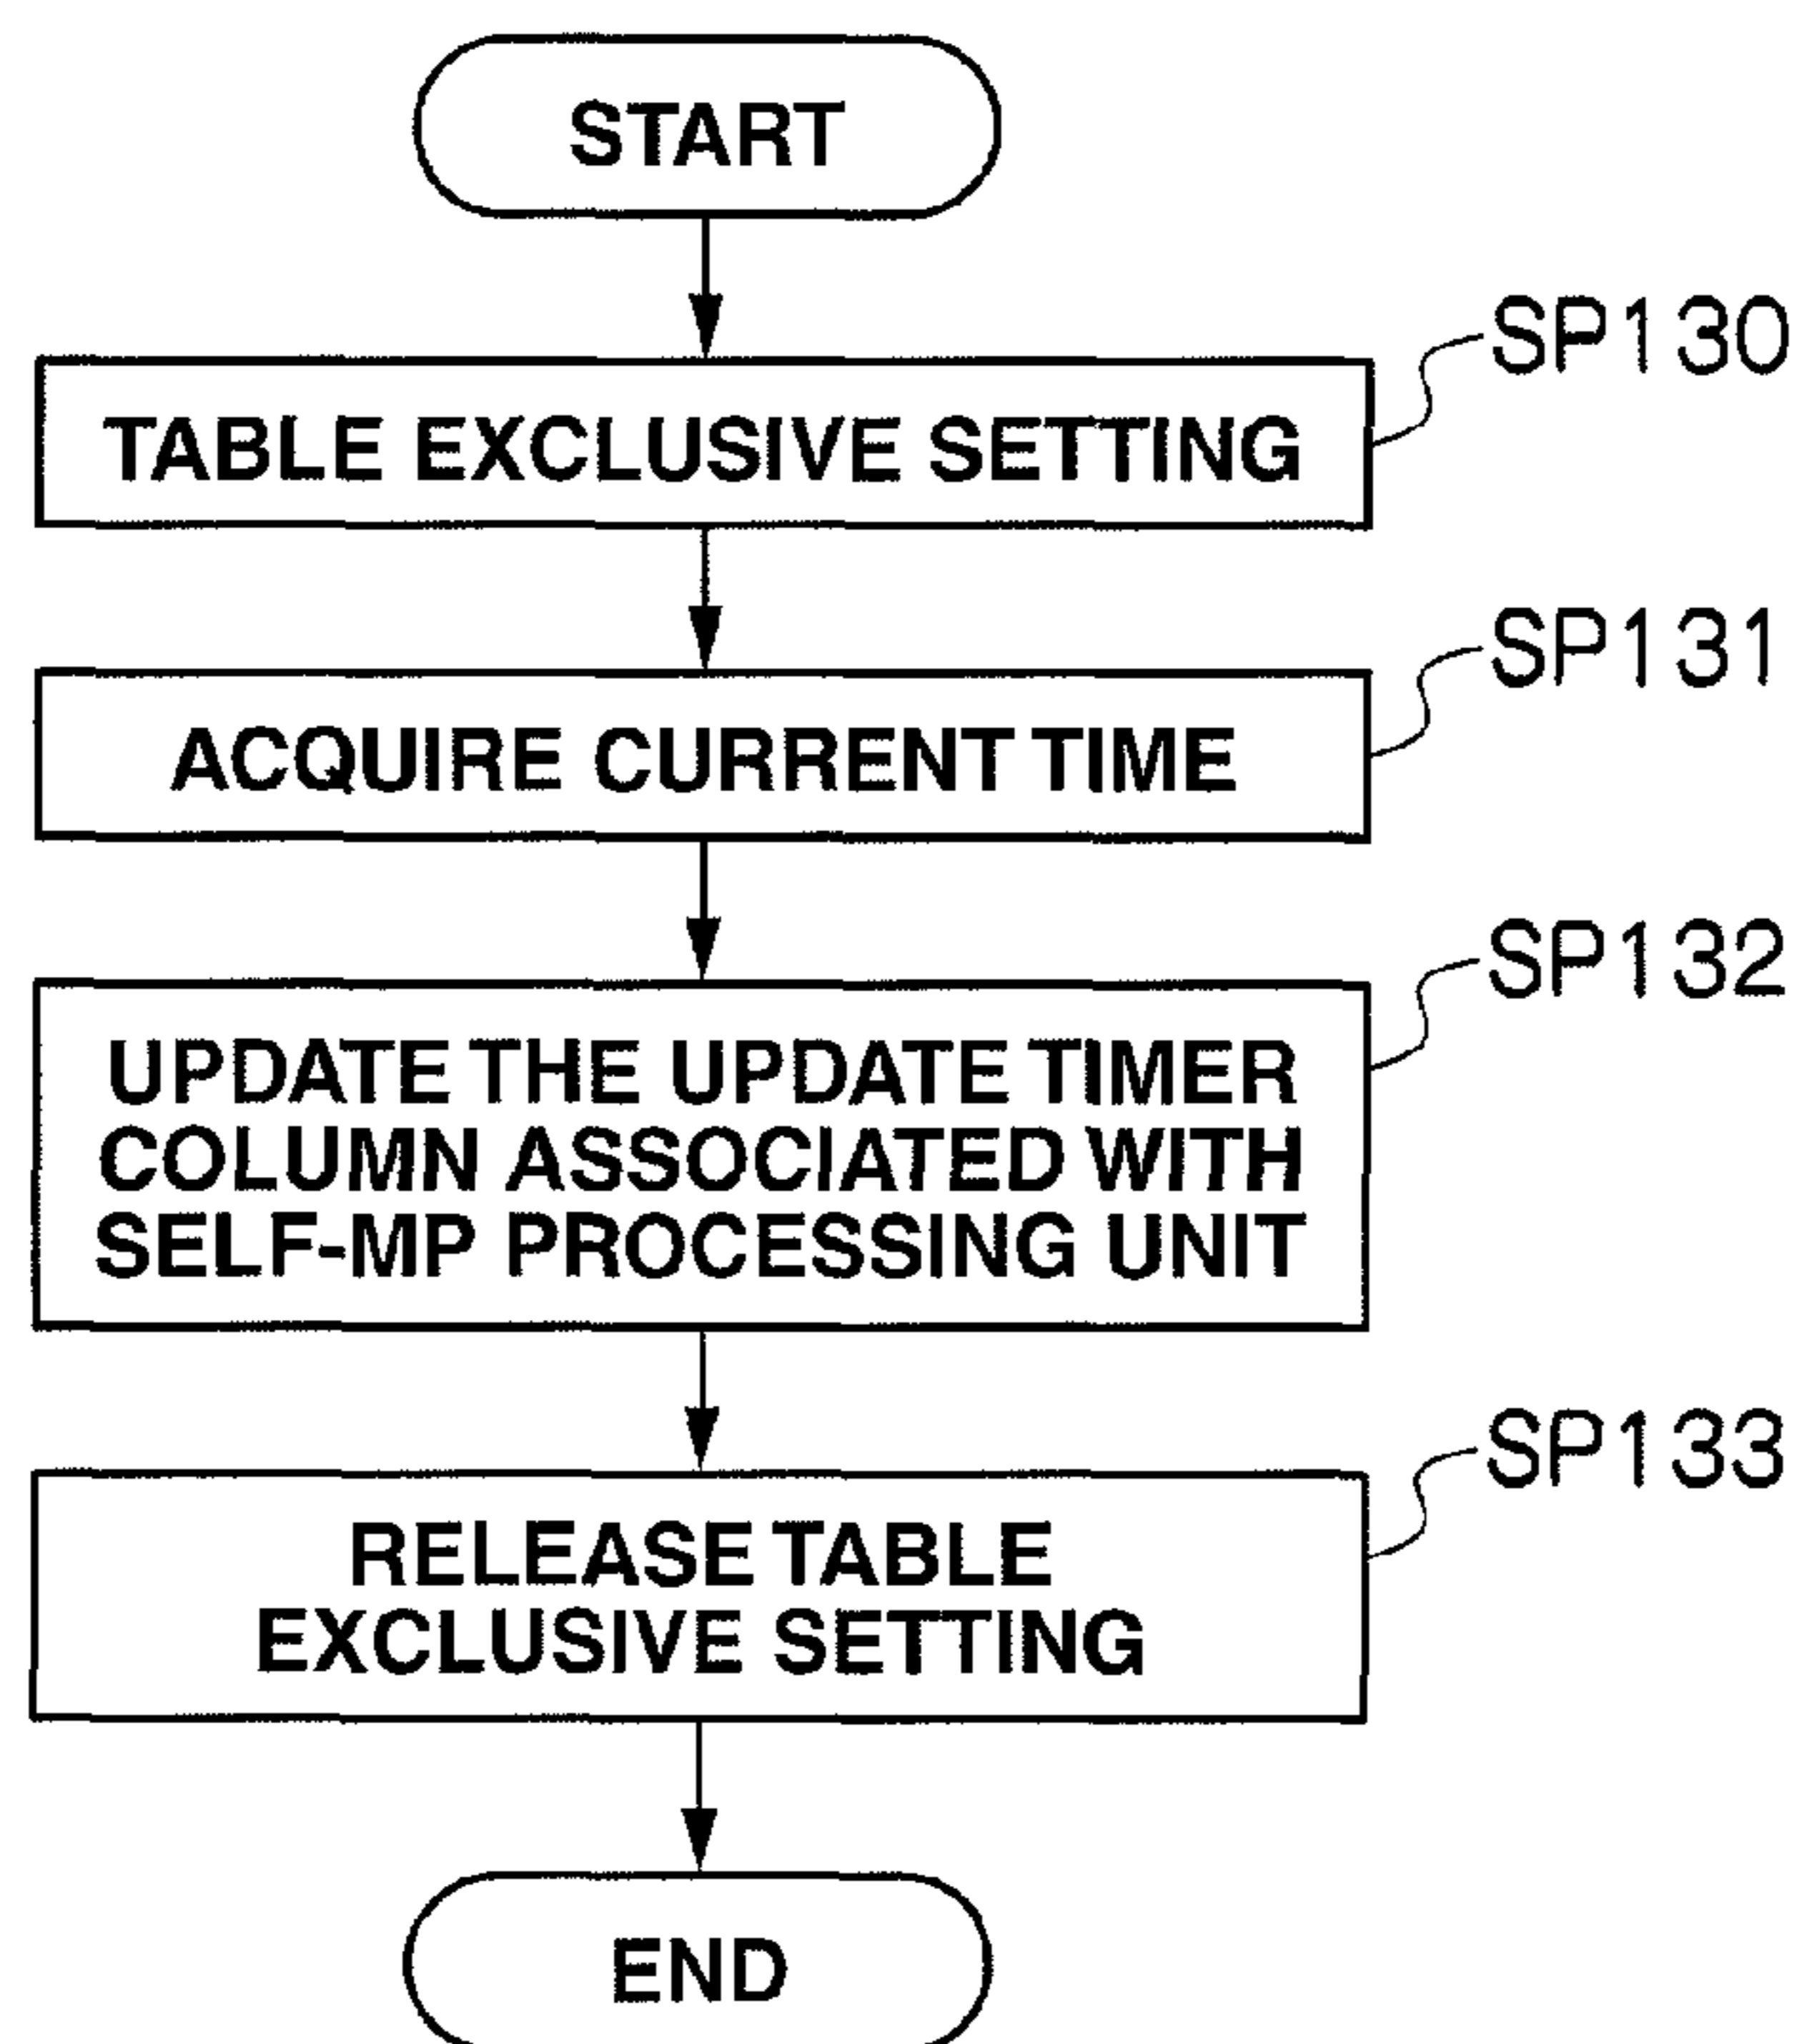 START
SP130
TABLE EXCLUSIVE SETTING
SP131
ACQUIRE CURRENT TIME
SP132
UPDATE THE UPDATE TIMER
COLUMN ASSOCIATED WITH
SELF-MP PROCESSING UNIT
SP133
RELEASE TABLE
EXCLUSIVE SETTING
END